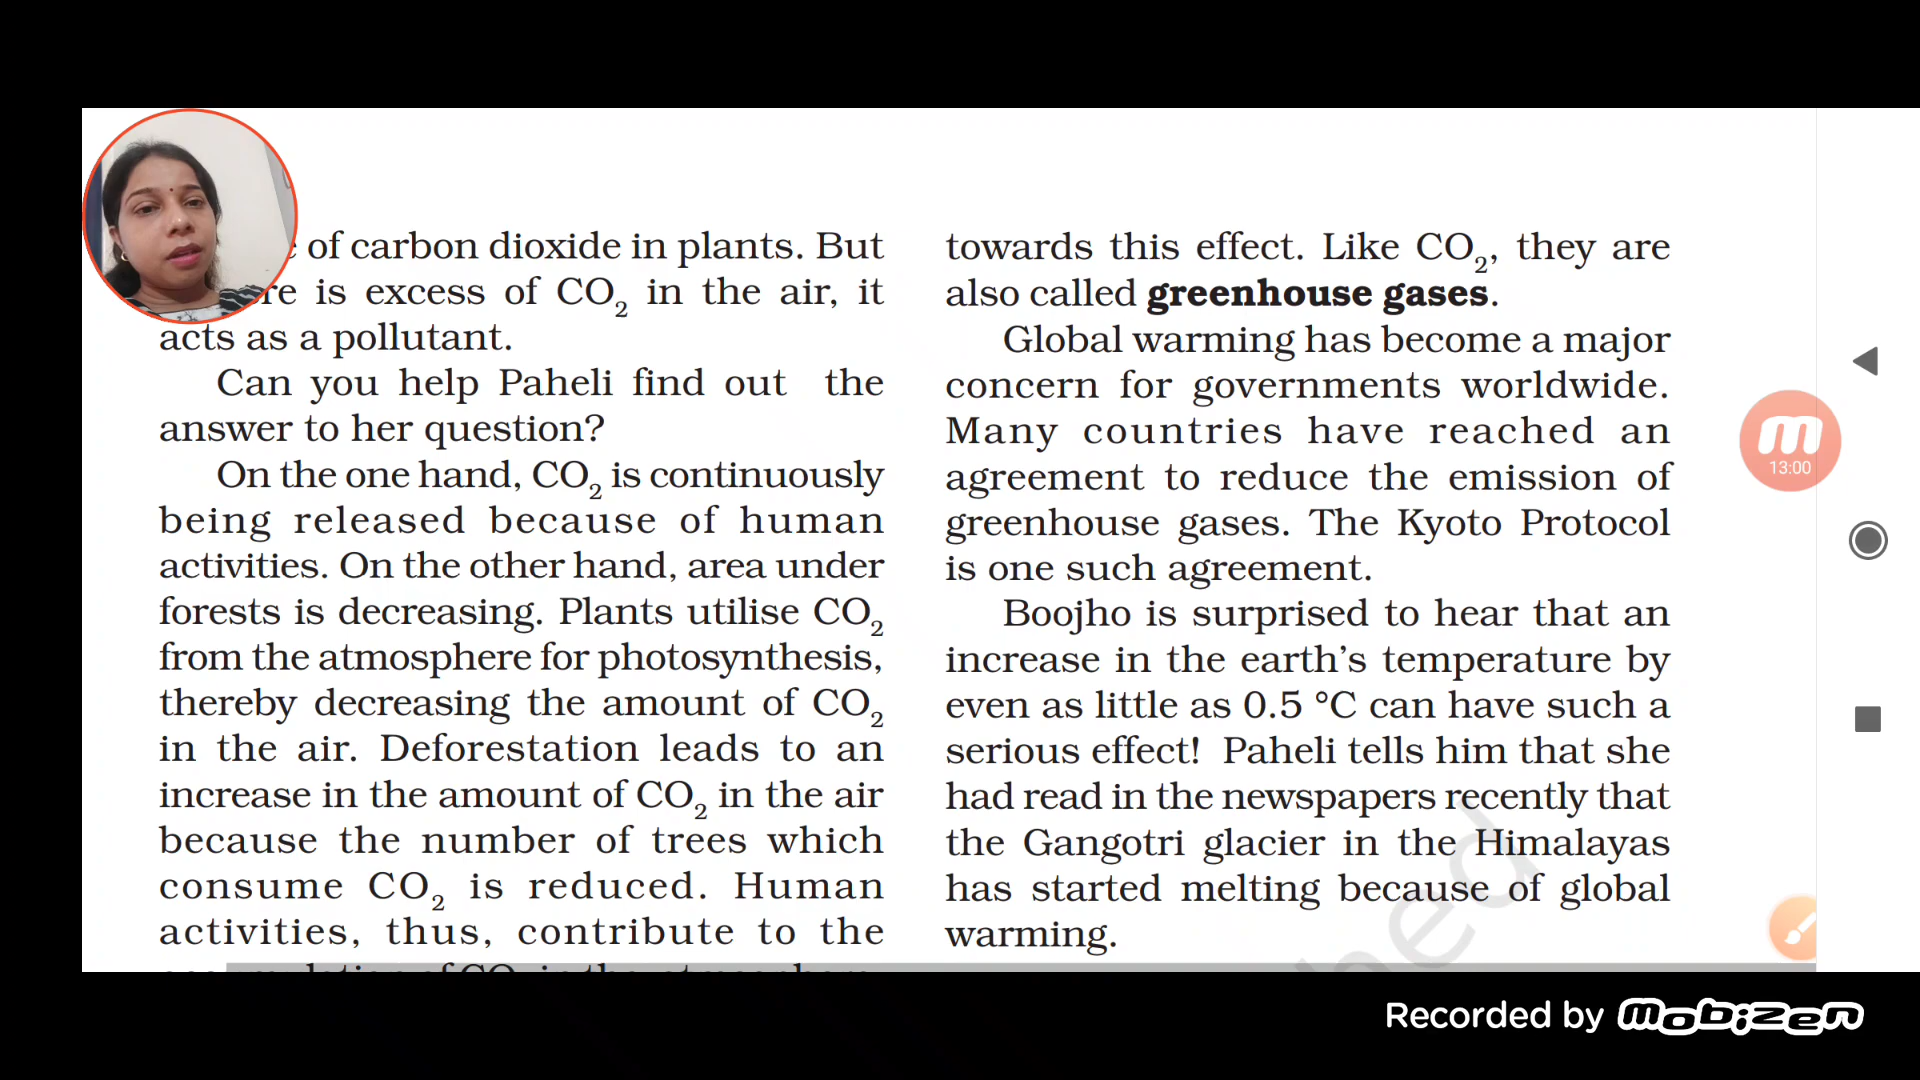 of carbon dioxide in plants. But
is excess of CO₂ in the air, it
acts as a pollutant.
Can you help Paheli find out the
answer to her question?
On the one hand, CO₂ is continuously
being released because of human
activities. On the other hand, area under
forests is decreasing. Plants utilise CO₂
from the atmosphere for photosynthesis,
thereby decreasing the amount of CO₂
in the air. Deforestation leads to an
increase in the amount of CO₂ in the air
because the number of trees which
consume CO₂ is reduced. Human
activities, thus, contribute to the
towards this effect. Like CO₂, they are
also called greenhouse gases.
Global warming has become a major
concern for governments worldwide.
Many countries have reached an
agreement to reduce the emission of
greenhouse gases. The Kyoto Protocol
is one such agreement.
Boojho is surprised to hear that an
increase in the earth's temperature by
even as little as 0.5 °C can have such a
serious effect! Paheli tells him that she
had read in the newspapers recently that
the Gangotri glacier in the Himalayas
has started melting because of global
warming.
13:00
Recorded by mobizen